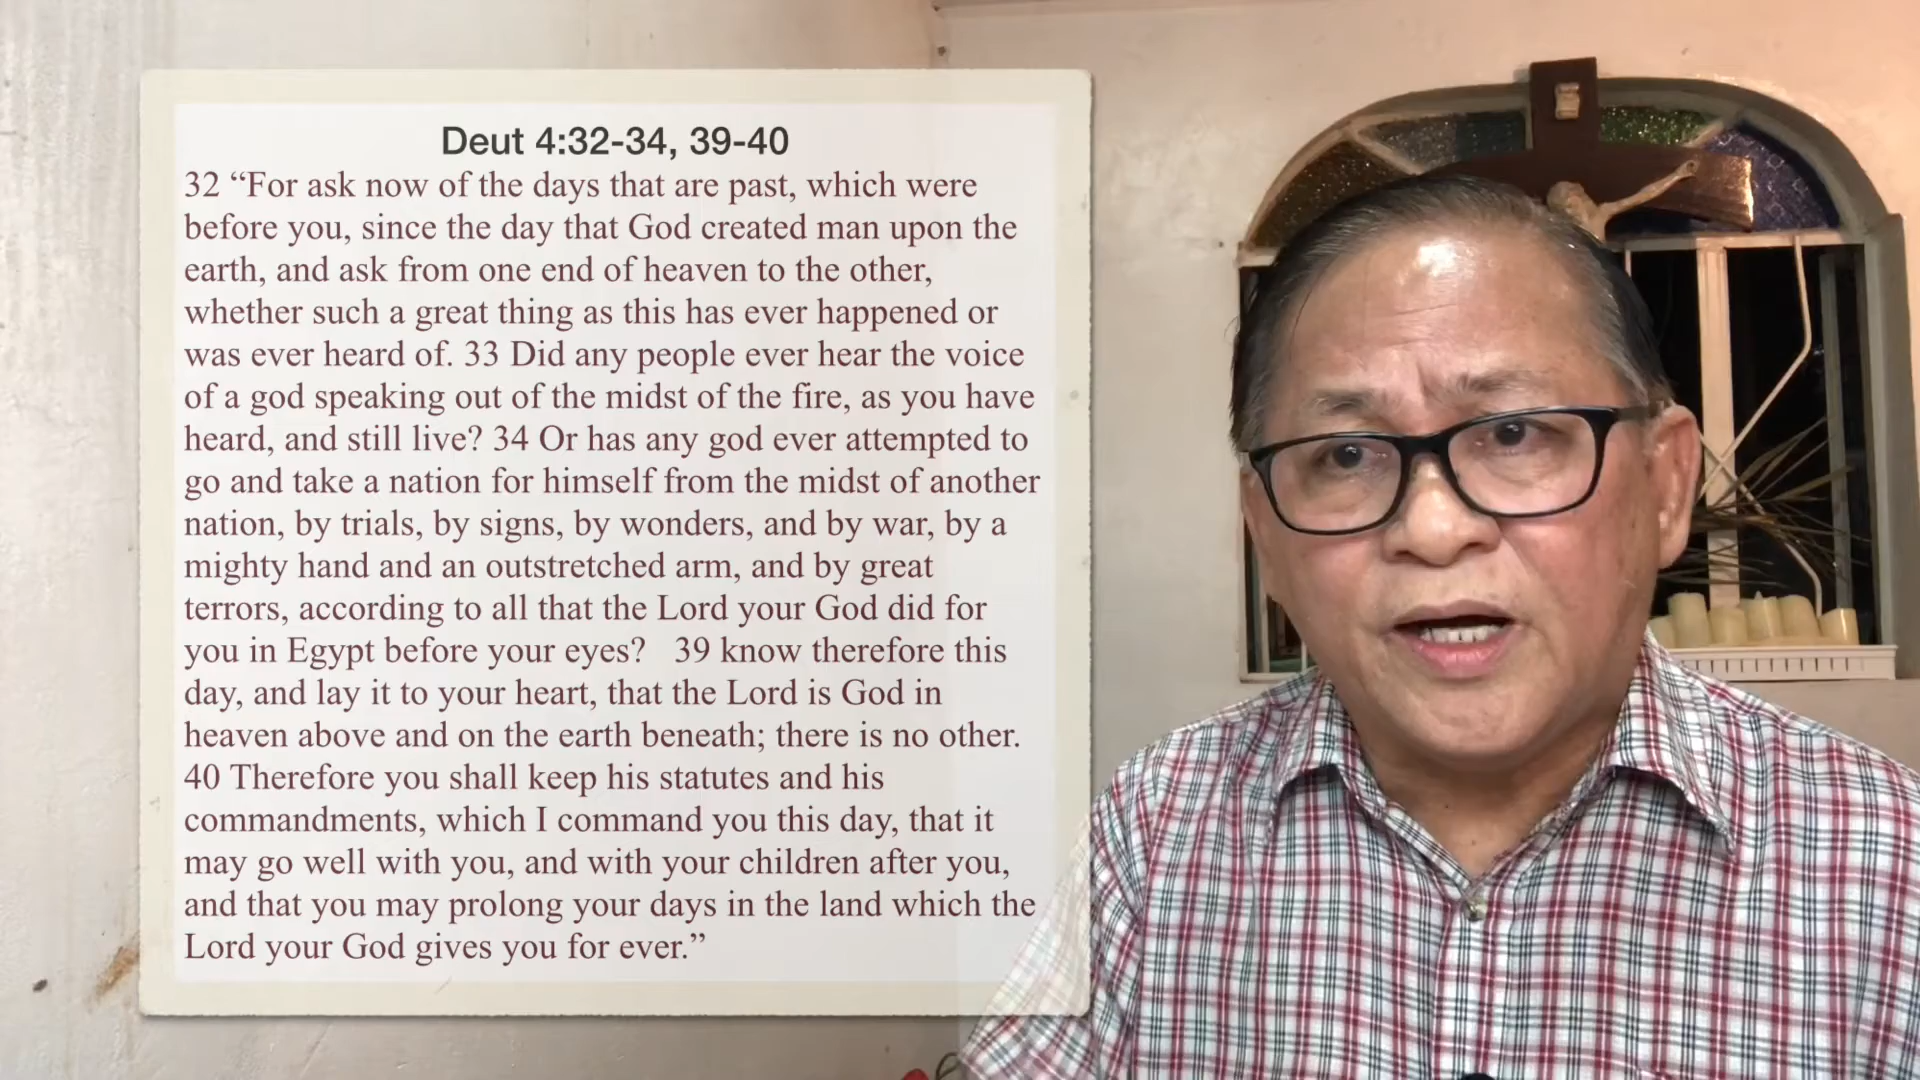 Deut 4:32-34, 39-40
32 “For ask now of the days that are past, which were
before you, since the day that God created man upon the
earth, and ask from one end of heaven to the other,
whether such a great thing as this has ever happened or
was ever heard of. 33 Did any people ever hear the voice
of a god speaking out of the midst of the fire, as you have
heard, and still live? 34 Or has any god ever attempted to
go and take a nation for himself from the midst of another
nation, by trials, by signs, by wonders, and by war, by a
mighty hand and an outstretched arm, and by great
terrors, according to all that the Lord your God did for
you in Egypt before your eyes?   39 know therefore this
day, and lay it to your heart, that the Lord is God in
heaven above and on the earth beneath; there is no other.
40 Therefore you shall keep his statutes and his
commandments, which I command you this day, that it
may go well with you, and with your children after you,
and that you may prolong your days in the land which the
Lord your God gives you for ever.”